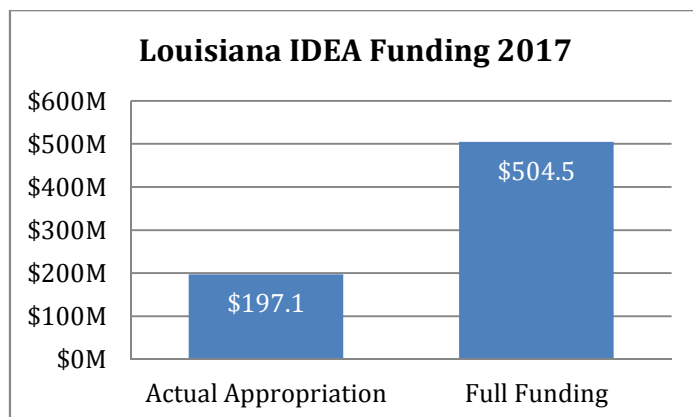 Louisiana IDEA Funding 2017
$600M
$500M
$400M
$300M
$200M
$100M
$0M
$197.1
$504.5
Actual Appropriation
Full Funding